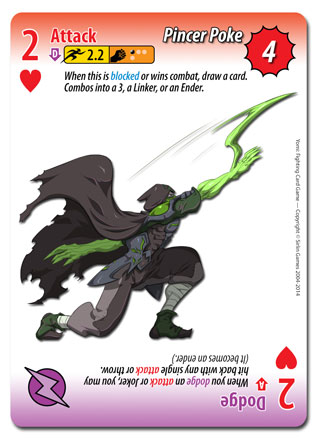 2 Attack
Pincer Poke
D 2.2
4
When this is blocked or wins combat, draw a card.
Combos into a 3, a Linker, or an Ender.
Yomi: Fighting Card Game — Copyright © Sirlin Games 2004-2014
2 Dodge
A
When you dodge an attack or Joker, you may
hit back with any single attack or throw.
(It becomes an ender.)